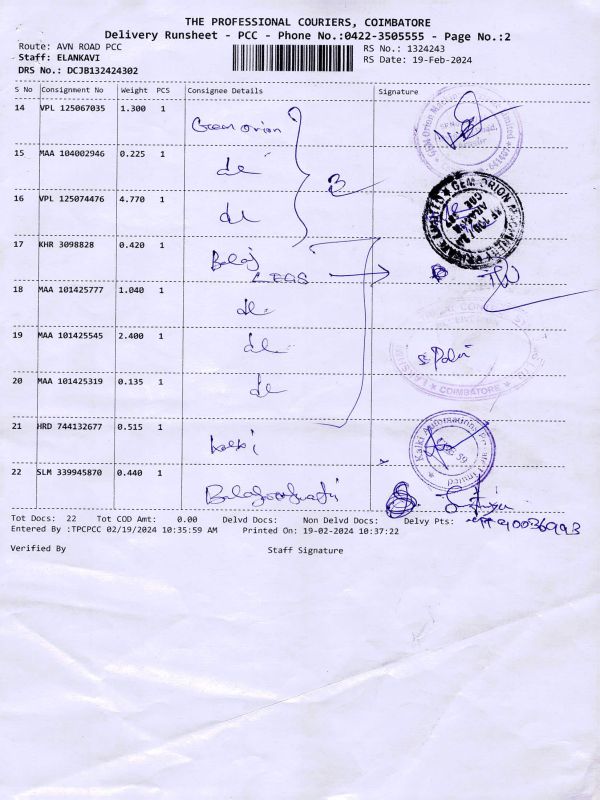 THE PROFESSIONAL COURIERS, COIMBATORE
Delivery Runsheet - PCC - Phone No.:0422-3505555 - Page No.:2
Route: AVN ROAD PCC RS No.: 1324243
Staff: ELANKAVI RS Date: 19-Feb-2024
DRS No.: DCJB132424302
S No Consignment No Weight PCS Consignee Details Signature
14 VPL 125067035 1.300 1
Gem orion
15 MAA 104002946 0.225 1
do
16 VPL 125074476 4.770 1
do
17 KHR 3098828 0.420 1
Balaj
18 MAA 101425777 1.040 1
do
19 MAA 101425545 2.400 1
do
20 MAA 101425319 0.135 1
do
COIMBATORE
21 HRD 744132677 0.515 1
kalki
22 SLM 339945870 0.440 1
Tot Docs: 22 Tot COD Amt: 0.00 Delvd Docs: Non Delvd Docs: Delvy Pts:
Entered By :TPCPCC 02/19/2024 10:35:59 AM Printed On: 19-02-2024 10:37:22
Verified By Staff Signature